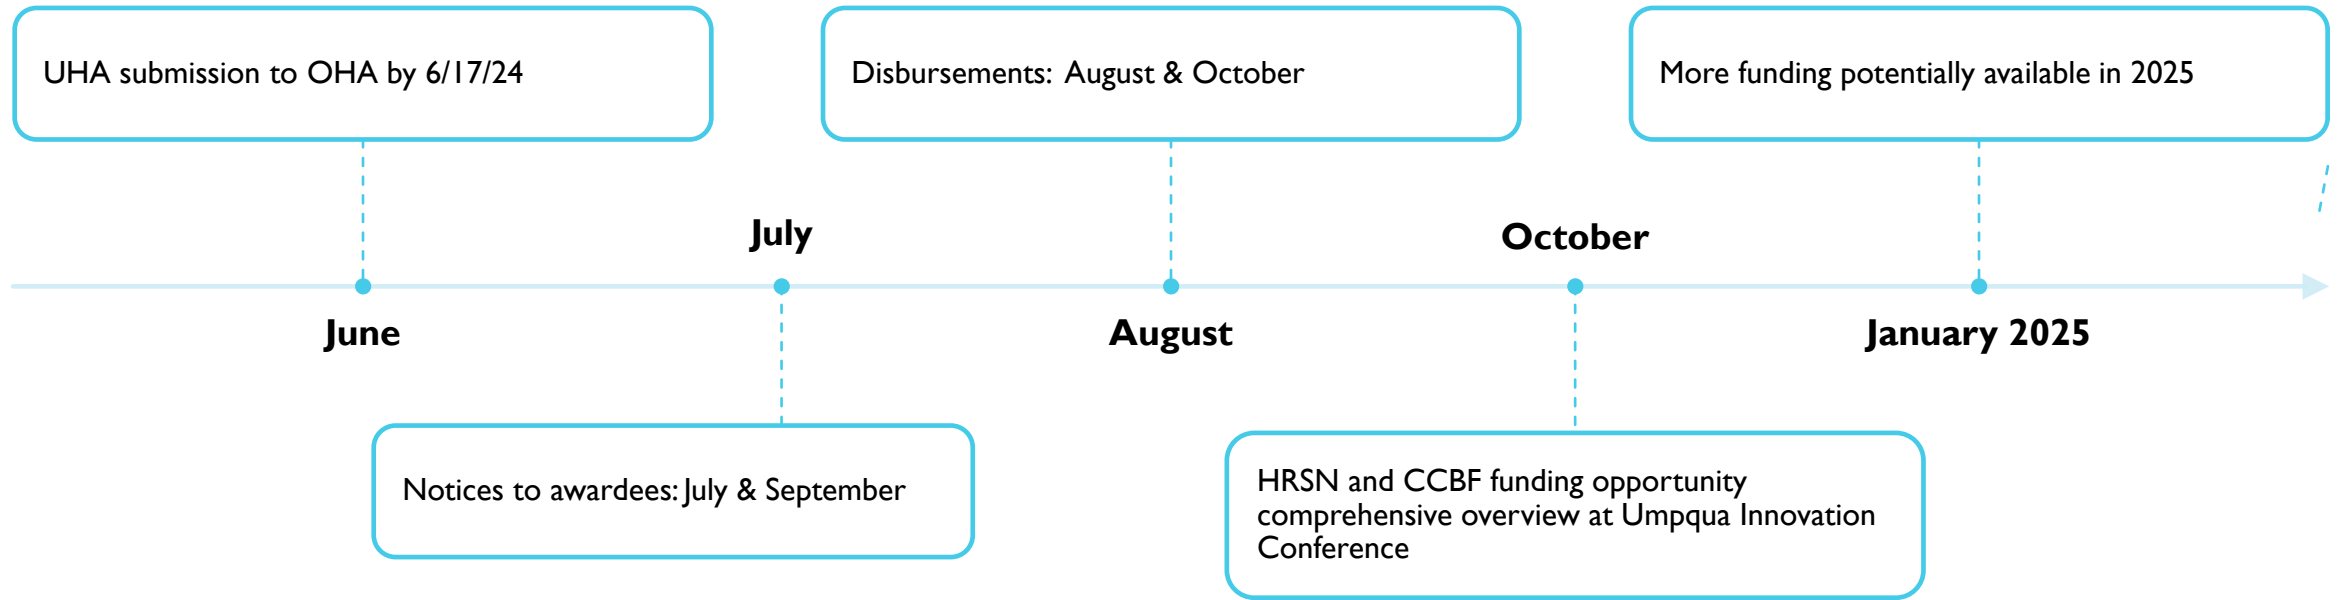 UHA submission to OHA by 6/17/24
Disbursements: August & October
More funding potentially available in 2025
July
October
June
August
January 2025
Notices to awardees: July & September
HRSN and CCBF funding opportunity
comprehensive overview at Umpqua Innovation
Conference